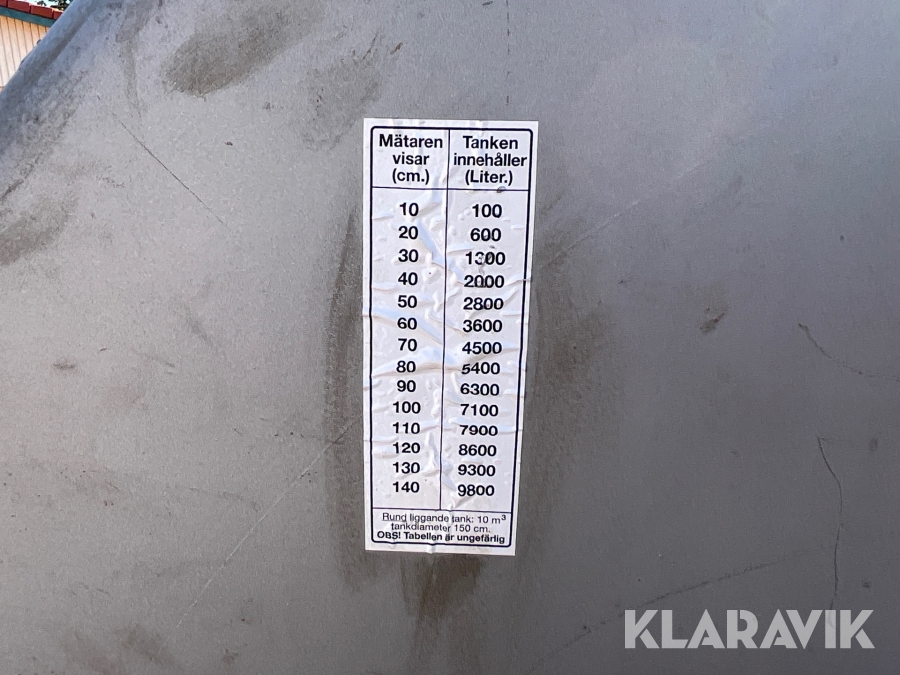 Mätaren visar (cm.) Tanken innehåller (Liter.)
10 100
20 600
30 1300
40 2000
50 2800
60 3600
70 4500
80 5400
90 6300
100 7100
110 7900
120 8600
130 9300
140 9800
Rund liggande tank: 10 m³
tankdiameter 150 cm.
OBS! Tabellen är ungefärlig
KLARAVIK